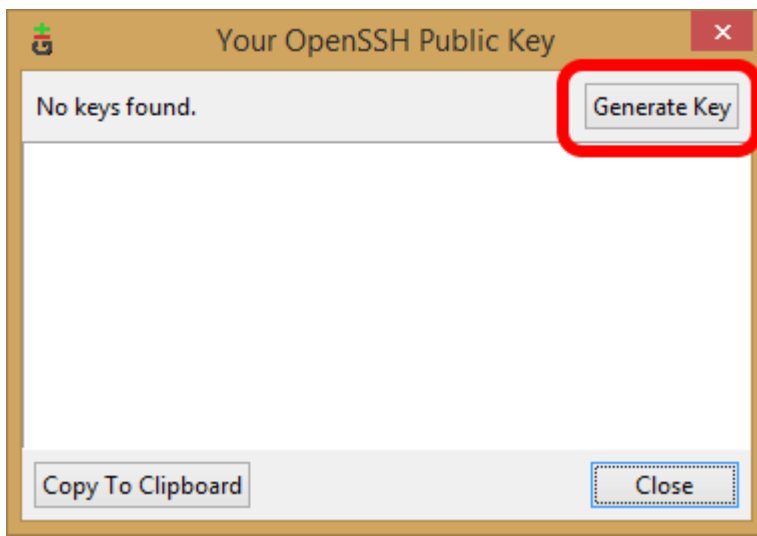 Your OpenSSH Public Key
No keys found.
Generate Key
Copy To Clipboard
Close